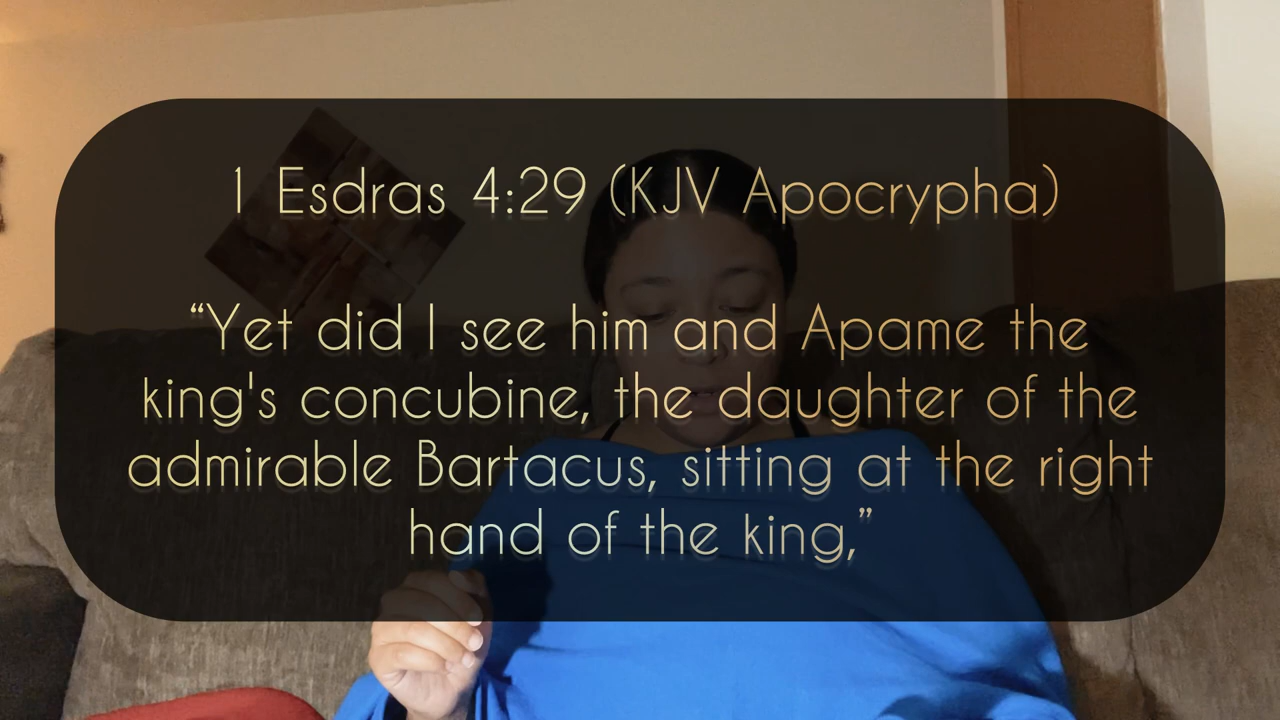 1 Esdras 4:29 (KJV Apocrypha)
“Yet did I see him and Apame the
king's concubine, the daughter of the
admirable Bartacus, sitting at the right
hand of the king,”